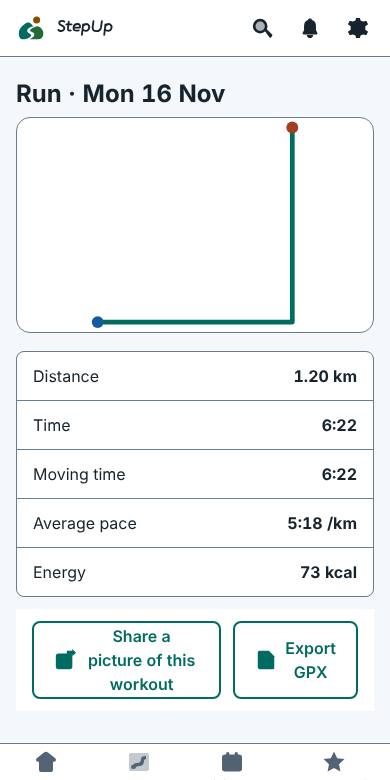 StepUp
Run · Mon 16 Nov
Distance 1.20 km
Time 6:22
Moving time 6:22
Average pace 5:18 /km
Energy 73 kcal
Share a
picture of this
workout
Export
GPX